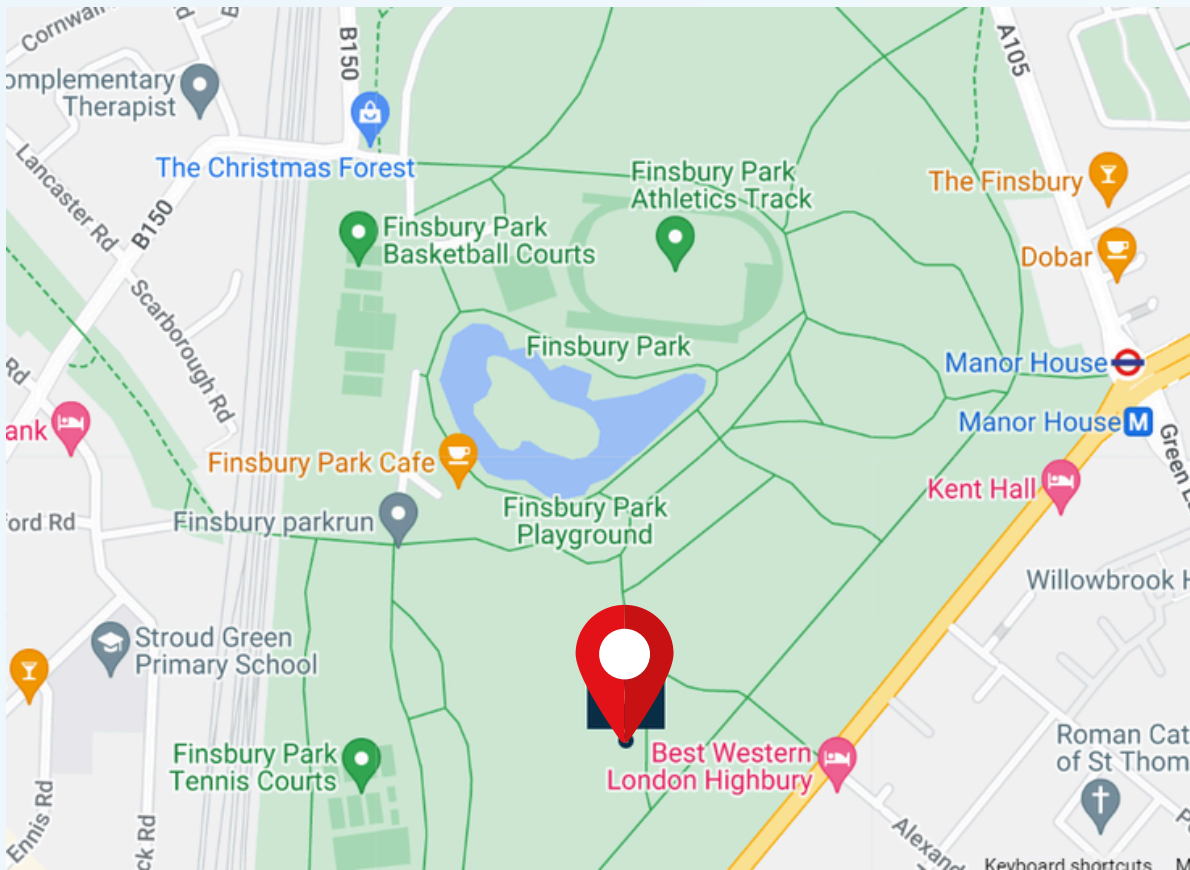 Cornwall
B150
A105
omplementary
Therapist
The Christmas Forest
Finsbury Park
Athletics Track
The Finsbury
Lancaster Rd
B150
Finsbury Park
Basketball Courts
Dobar
Scarborough Rd
Finsbury Park
Manor House
Rd
ank
Manor House M
Green L
Finsbury Park Cafe
Kent Hall
ford Rd
Finsbury parkrun
Finsbury Park
Playground
Willowbrook H
Stroud Green
Primary School
Finsbury Park
Tennis Courts
Best Western
London Highbury
Roman Cat
of St Thom
Ennis Rd
ck Rd
Alexand
Keyboard shortcuts
M